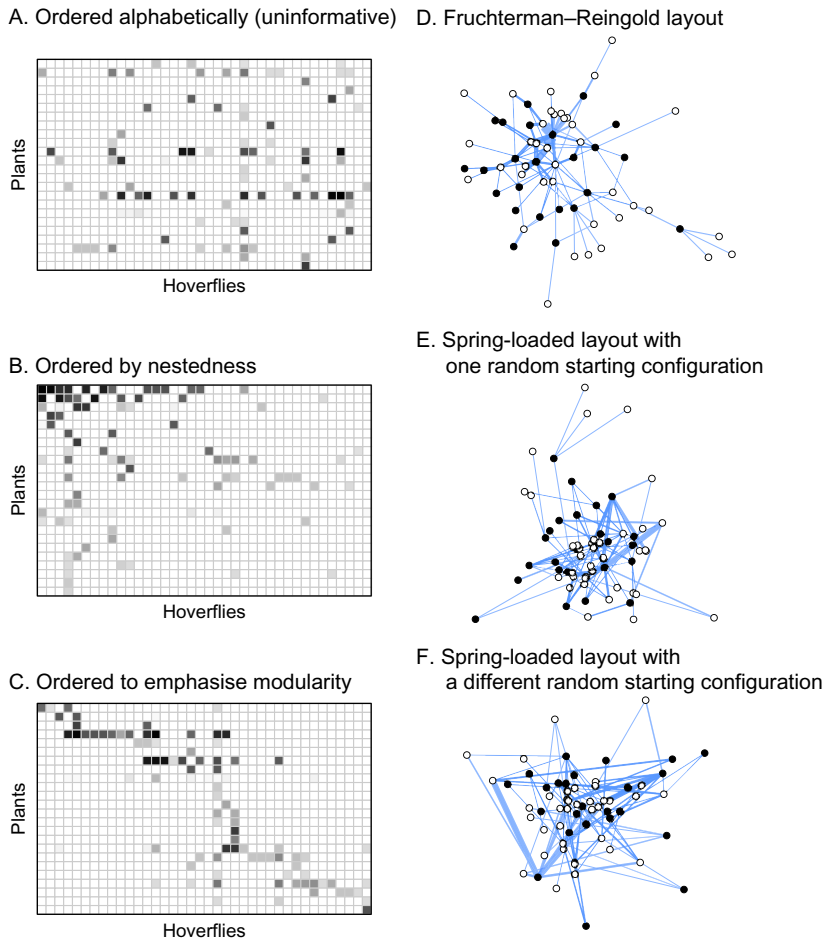 A. Ordered alphabetically (uninformative)
Plants
Hoverflies
B. Ordered by nestedness
Plants
Hoverflies
C. Ordered to emphasise modularity
Plants
Hoverflies
D. Fruchterman–Reingold layout
E. Spring-loaded layout with
one random starting configuration
F. Spring-loaded layout with
a different random starting configuration